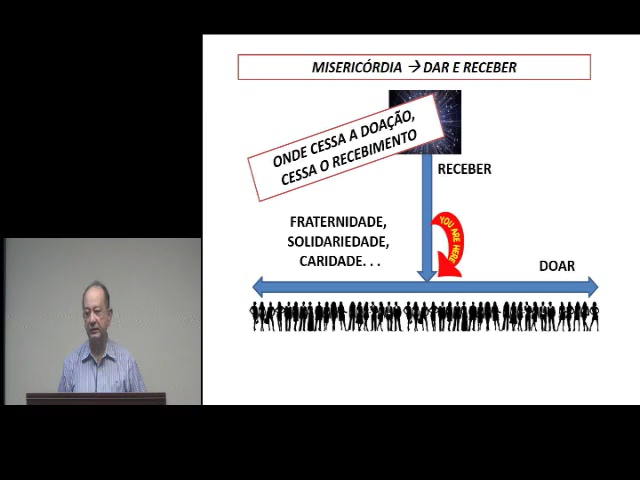 MISERICÓRDIA → DAR E RECEBER
ONDE CESSA A DOAÇÃO,
CESSA O RECEBIMENTO
RECEBER
FRATERNIDADE,
SOLIDARIEDADE,
CARIDADE. . .
YOU ARE HERE
DOAR